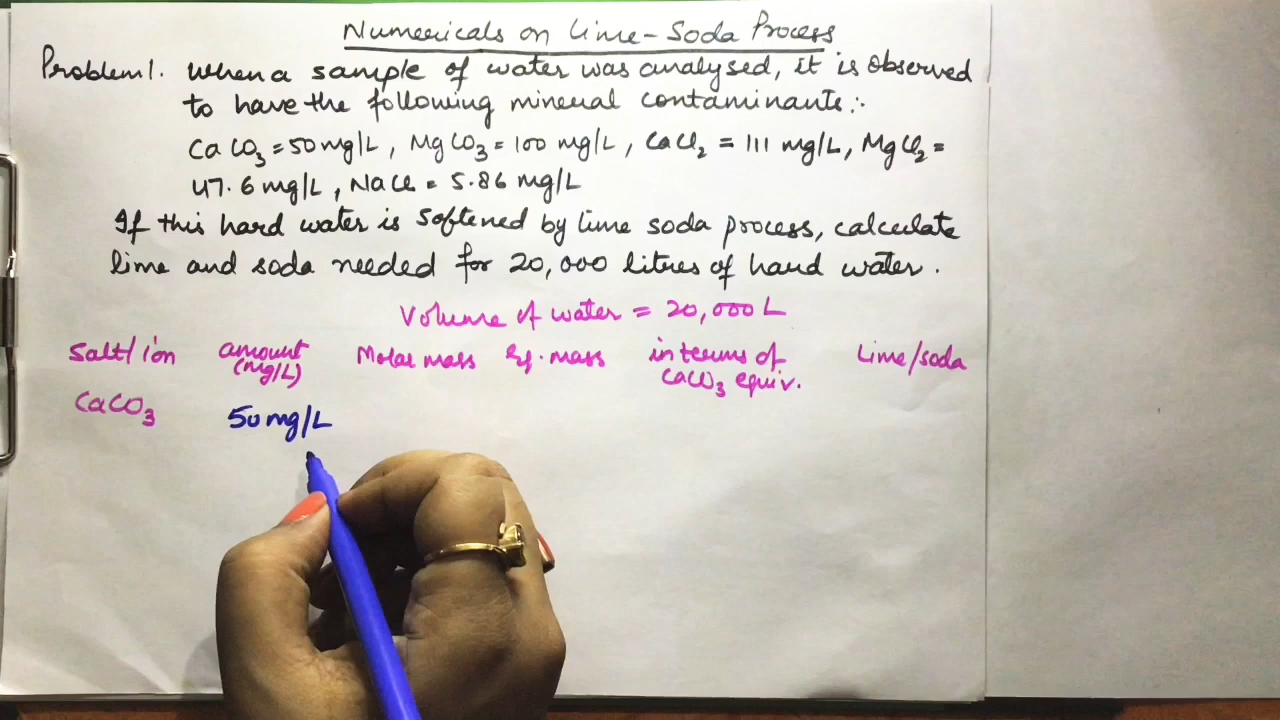 Numericals on Lime-Soda Process
Problem1. When a sample of water was analysed, it is observed
to have the following mineral contaminants:-
CaCO3 = 50 mg/L, MgCO3 = 100 mg/L, CaCl2 = 111 mg/L, MgCl2 =
47.6 mg/L, NaCl = 5.86 mg/L
If this hard water is softened by lime soda process, calculate
lime and soda needed for 20,000 litres of hard water.
Volume of water = 20,000 L
Salt/ion amount (mg/L) Molar mass Eq. mass in terms of CaCO3 equiv. Lime/soda
CaCO3 50 mg/L